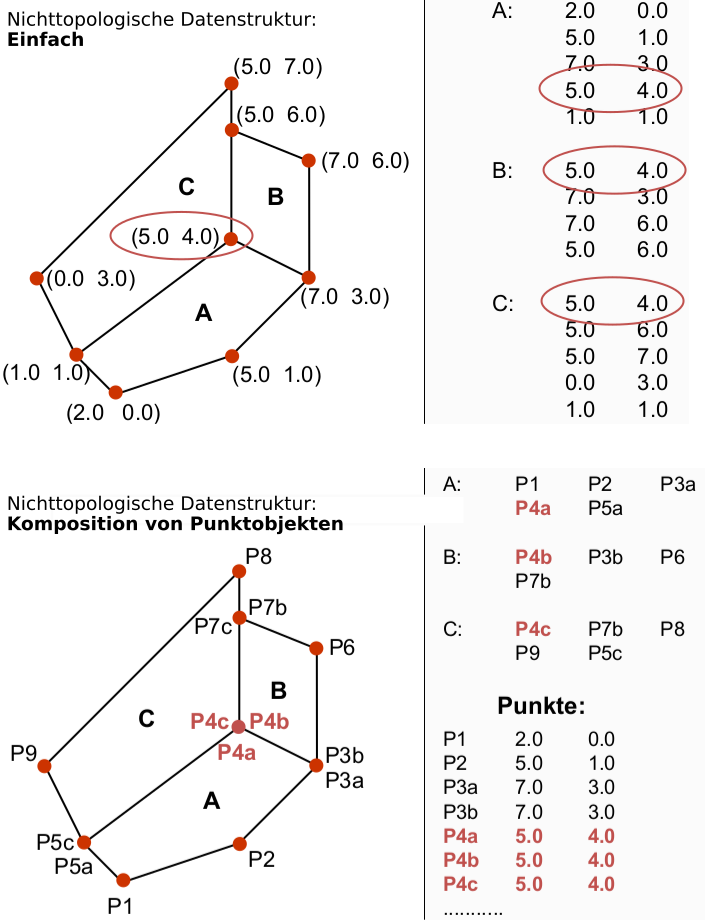 Nichttopologische Datenstruktur:
Einfach
(5.0 7.0)
(5.0 6.0)
(7.0 6.0)
C
B
(5.0 4.0)
(0.0 3.0)
(7.0 3.0)
A
(1.0 1.0)
(5.0 1.0)
(2.0 0.0)
A: 2.0 0.0
5.0 1.0
7.0 3.0
5.0 4.0
1.0 1.0
B: 5.0 4.0
7.0 3.0
7.0 6.0
5.0 6.0
C: 5.0 4.0
5.0 6.0
5.0 7.0
0.0 3.0
1.0 1.0
Nichttopologische Datenstruktur:
Komposition von Punktobjekten
P8
P7b
P7c
P6
B
C
P4c P4b
P4a
P9
P3b
P3a
A
P5c
P5a
P2
P1
A: P1 P2 P3a
P4a P5a
B: P4b P3b P6
P7b
C: P4c P7b P8
P9 P5c
Punkte:
P1 2.0 0.0
P2 5.0 1.0
P3a 7.0 3.0
P3b 7.0 3.0
P4a 5.0 4.0
P4b 5.0 4.0
P4c 5.0 4.0
...........